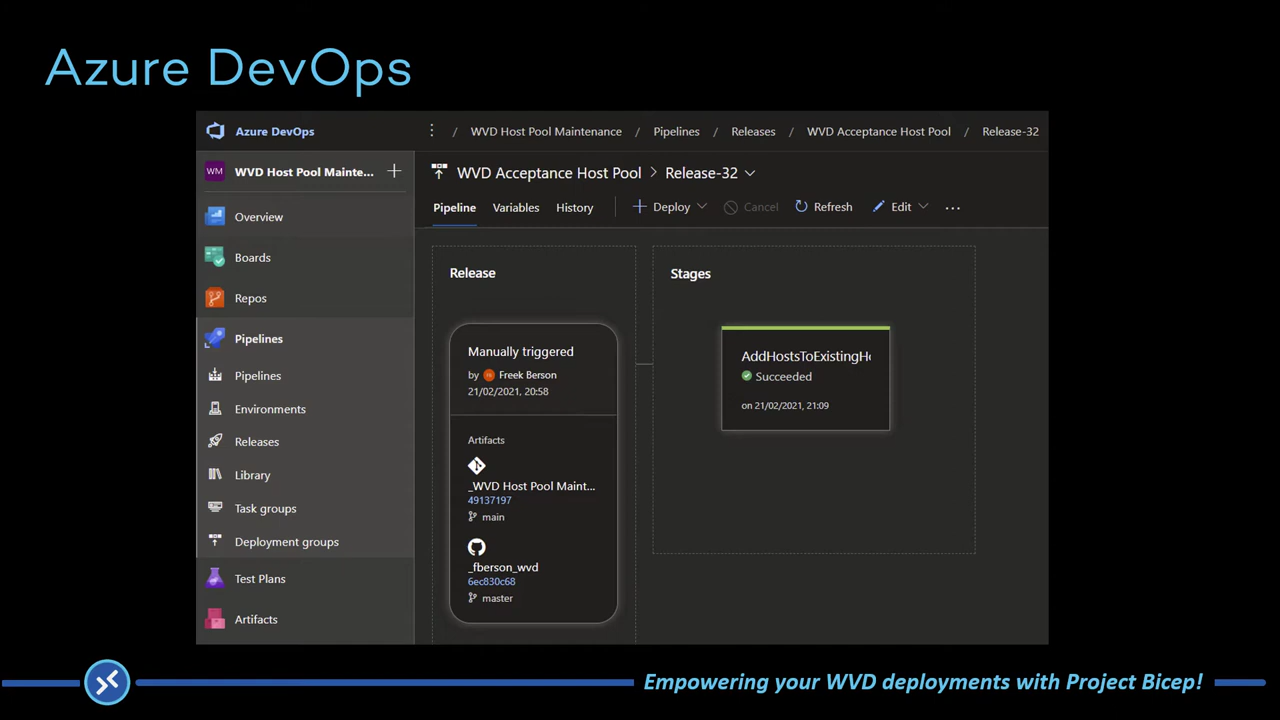 Azure DevOps
Azure DevOps
/ WVD Host Pool Maintenance / Pipelines / Releases / WVD Acceptance Host Pool / Release-32
WM WVD Host Pool Mainte... +
WVD Acceptance Host Pool > Release-32
Overview
Pipeline Variables History Deploy Cancel Refresh Edit ...
Boards
Repos
Pipelines
Pipelines
Environments
Releases
Library
Task groups
Deployment groups
Test Plans
Artifacts
Release
Manually triggered
by Freek Berson
21/02/2021, 20:58
Artifacts
_WVD Host Pool Maint...
49137197
main
_fberson_wvd
6ec830c68
master
Stages
AddHostsToExistingHo
Succeeded
on 21/02/2021, 21:09
Empowering your WVD deployments with Project Bicep!